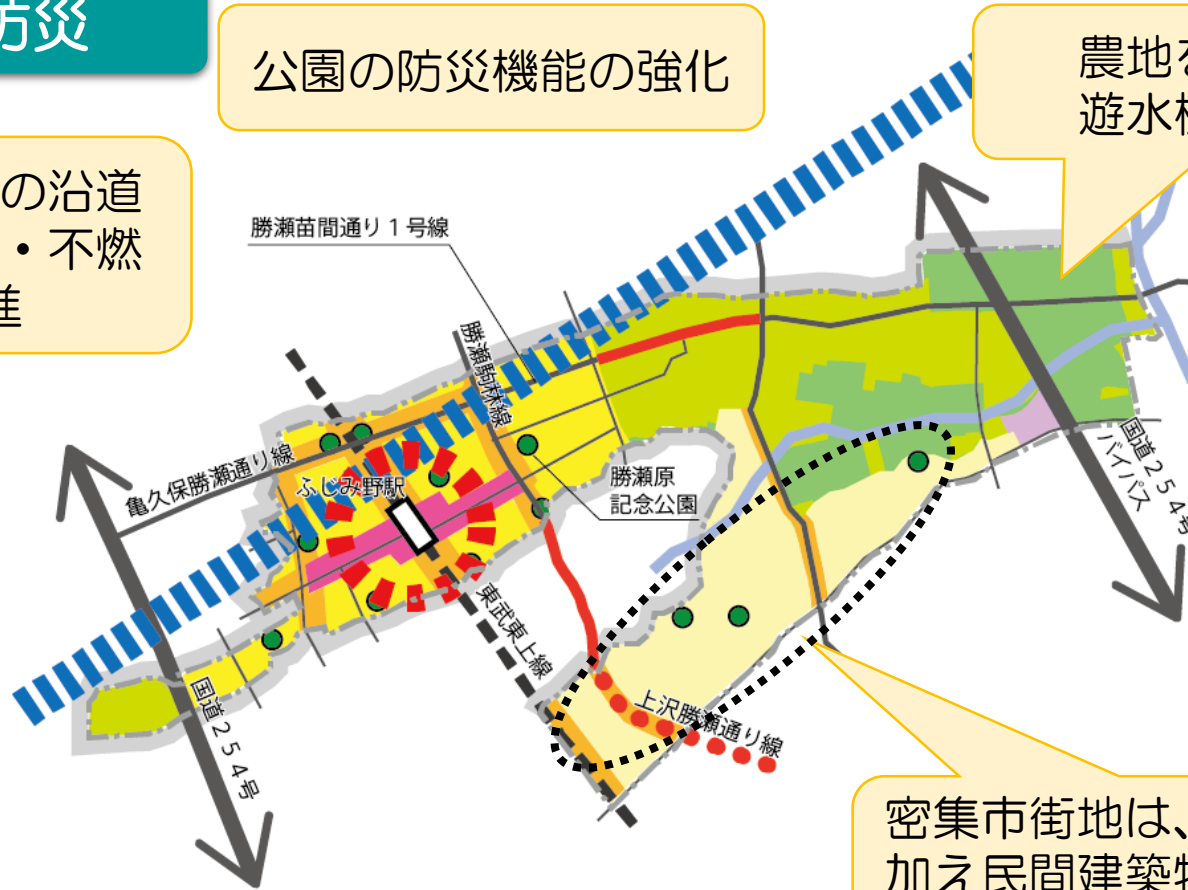 防災
公園の防災機能の強化
農地を
遊水機
の沿道
・不燃
進
勝瀬苗間通り1号線
勝瀬駒林線
亀久保勝瀬通り線
ふじみ野駅
勝瀬原
記念公園
国道254号
バイパス
東武東上線
上沢勝瀬通り線
国道254号
密集市街地は、
加え民間建築物